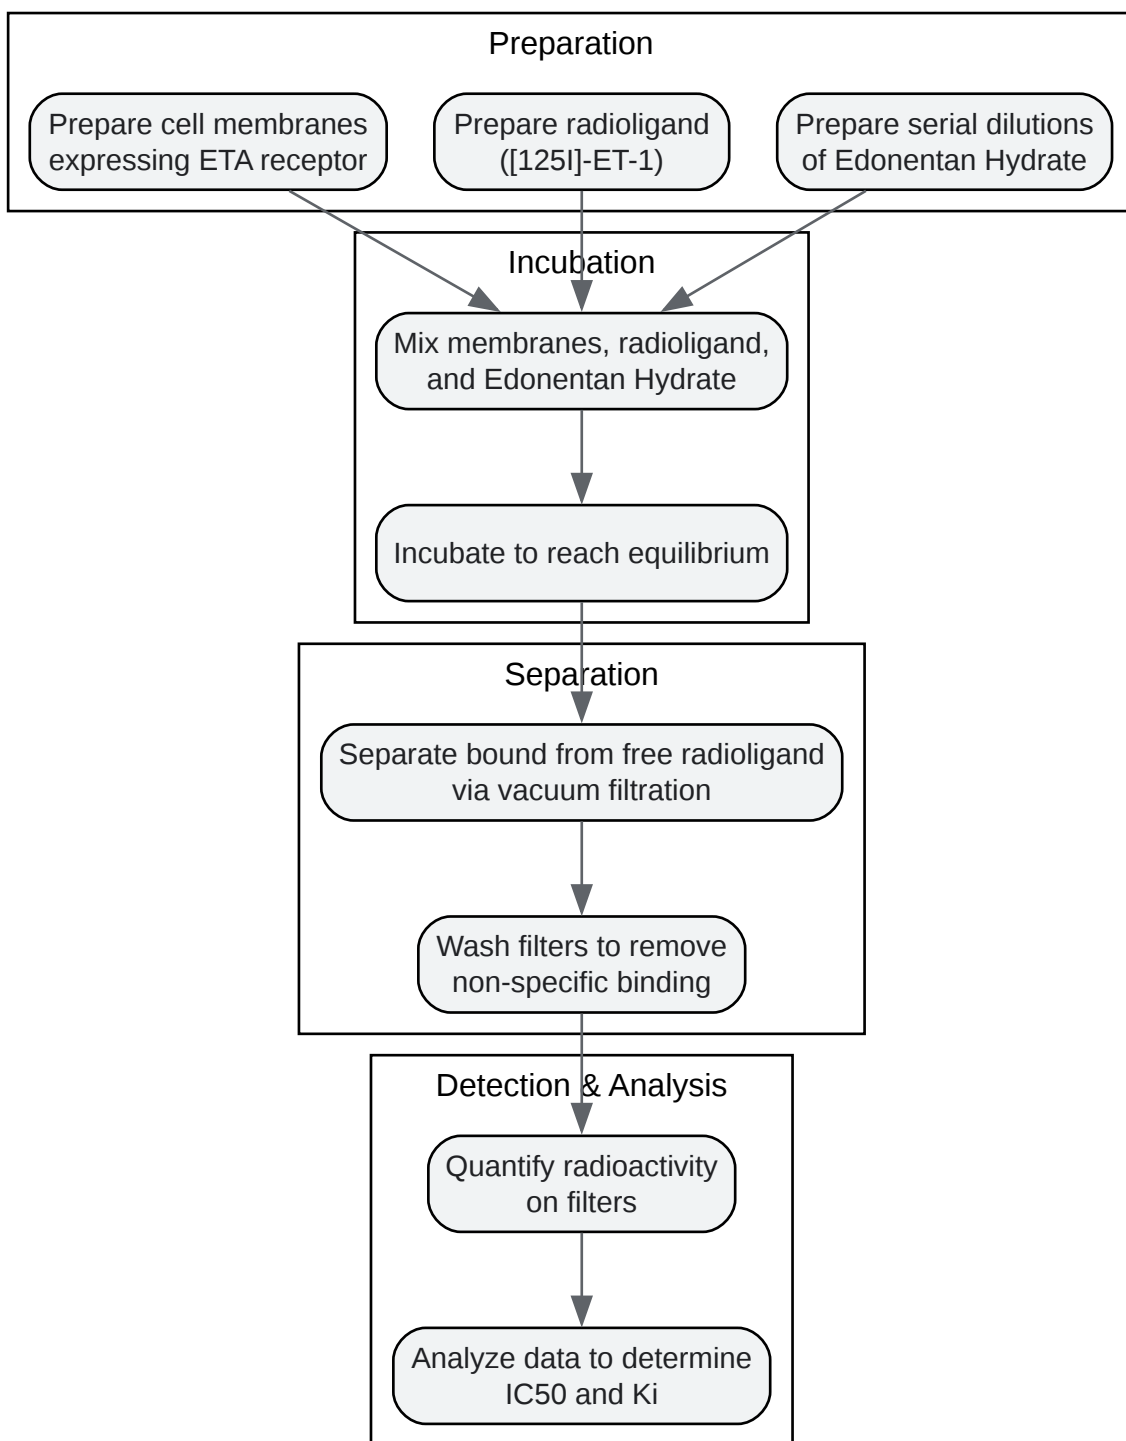 Preparation
Prepare cell membranes
expressing ETA receptor
Prepare radioligand
([125I]-ET-1)
Prepare serial dilutions
of Edonentan Hydrate
Incubation
Mix membranes, radioligand,
and Edonentan Hydrate
Incubate to reach equilibrium
Separation
Separate bound from free radioligand
via vacuum filtration
Wash filters to remove
non-specific binding
Detection & Analysis
Quantify radioactivity
on filters
Analyze data to determine
IC50 and Ki